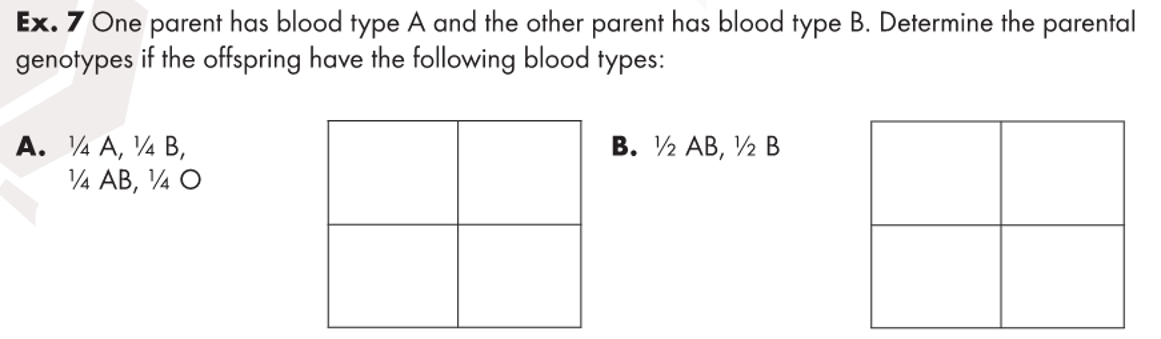 Ex. 7 One parent has blood type A and the other parent has blood type B. Determine the parental
genotypes if the offspring have the following blood types:
A. ¼ A, ¼ B,
¼ AB, ¼ O
B. ½ AB, ½ B